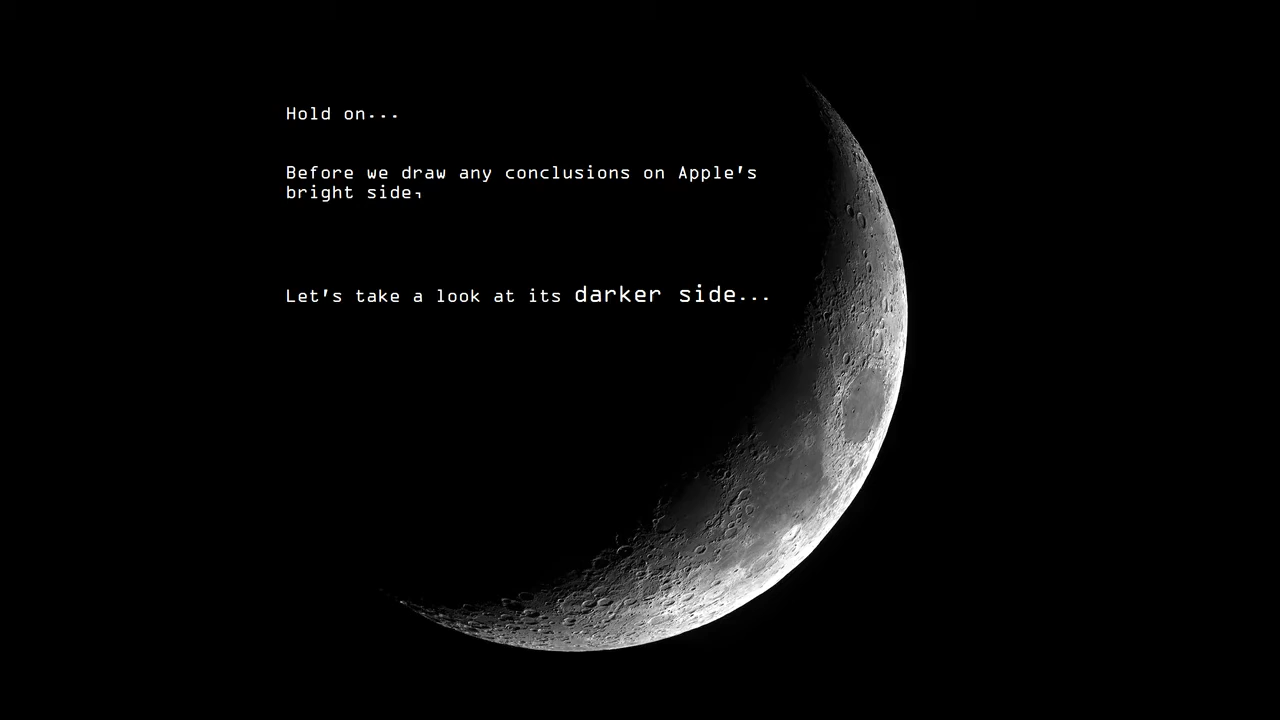 Hold on...
Before we draw any conclusions on Apple's
bright side,
Let's take a look at its darker side...